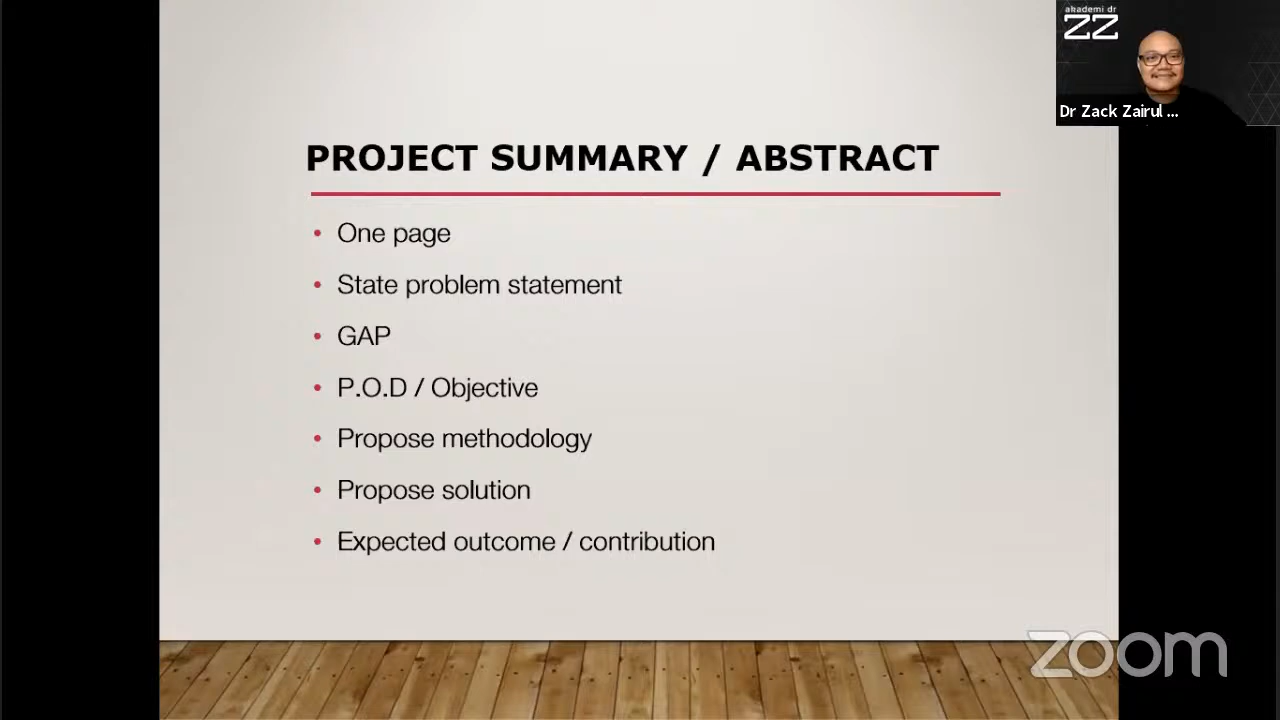 akademi dr
ZZ
Dr Zack Zairul ...
PROJECT SUMMARY / ABSTRACT
• One page
• State problem statement
• GAP
• P.O.D / Objective
• Propose methodology
• Propose solution
• Expected outcome / contribution
zoom